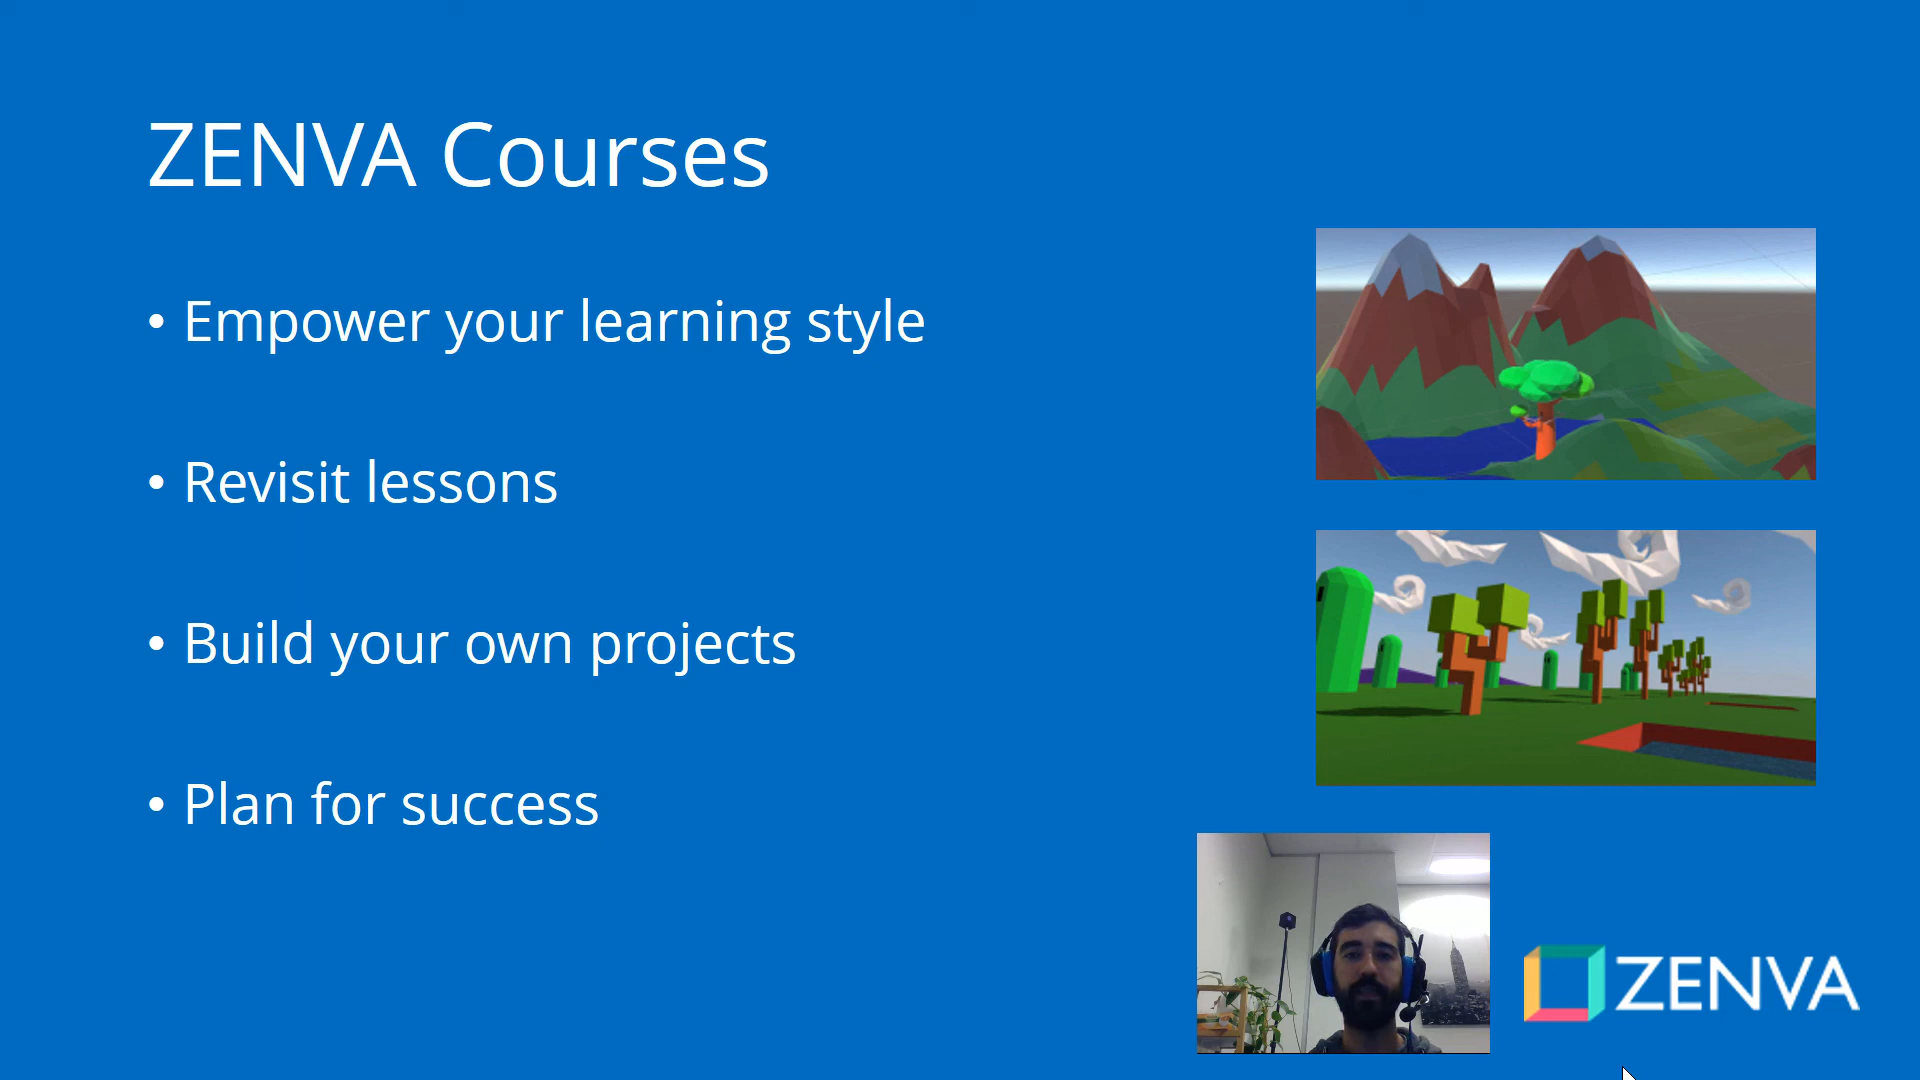 ZENVA Courses
• Empower your learning style
• Revisit lessons
• Build your own projects
• Plan for success
ZENVA